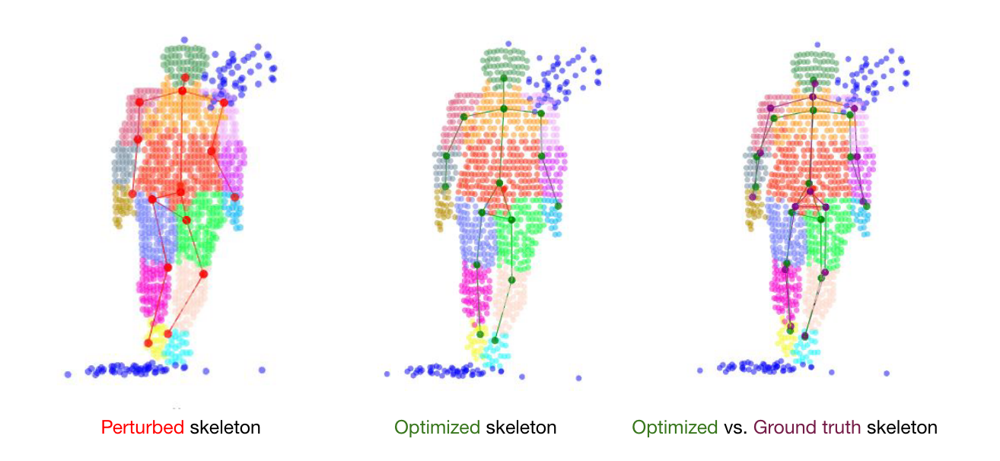 Perturbed skeleton
Optimized skeleton
Optimized vs. Ground truth skeleton